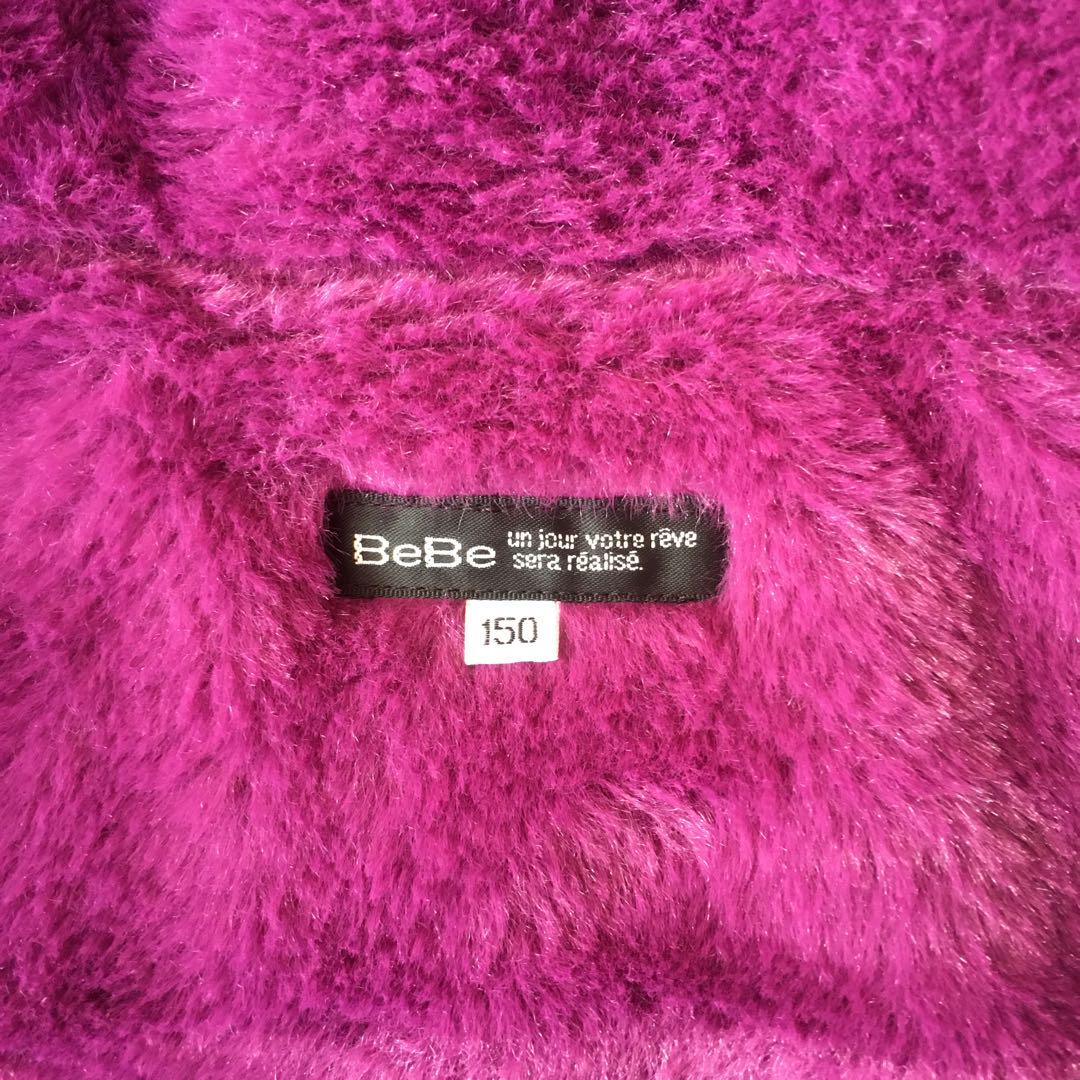 BeBe
un jour votre rêve
sera réalisé.
150